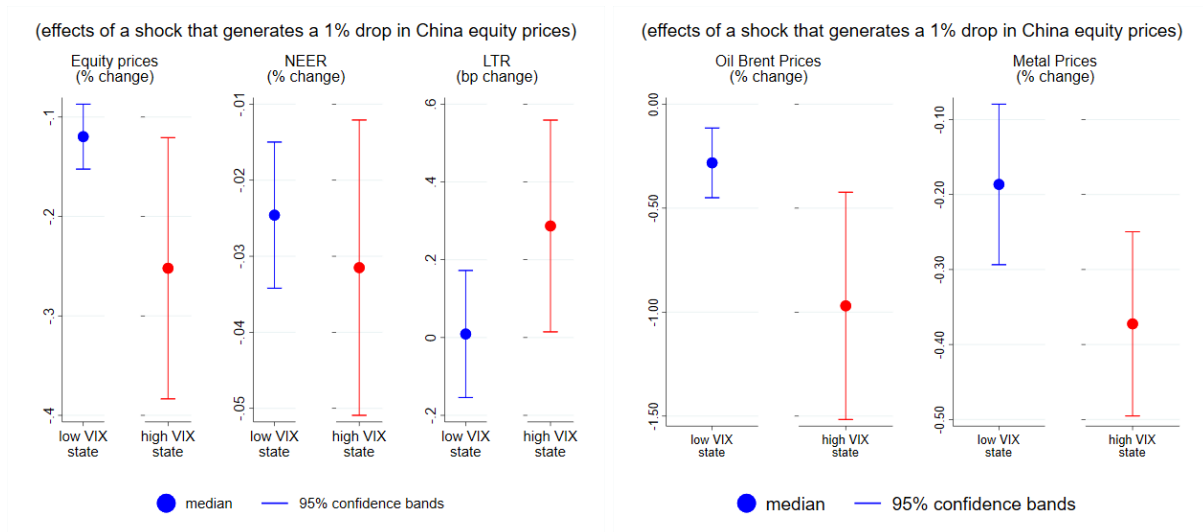 (effects of a shock that generates a 1% drop in China equity prices)
Equity prices
(% change)
NEER
(% change)
LTR
(bp change)
-.1
-.2
-.3
-.4
-.01
-.02
-.03
-.04
-.05
.6
.4
.2
0
.2
low VIX
state
high VIX
state
low VIX
state
high VIX
state
low VIX
state
high VIX
state
median
95% confidence bands
(effects of a shock that generates a 1% drop in China equity prices)
Oil Brent Prices
(% change)
Metal Prices
(% change)
0.00
-0.50
-1.00
-1.50
-0.10
-0.20
-0.30
-0.40
-0.50
low VIX
state
high VIX
state
low VIX
state
high VIX
state
median
95% confidence bands